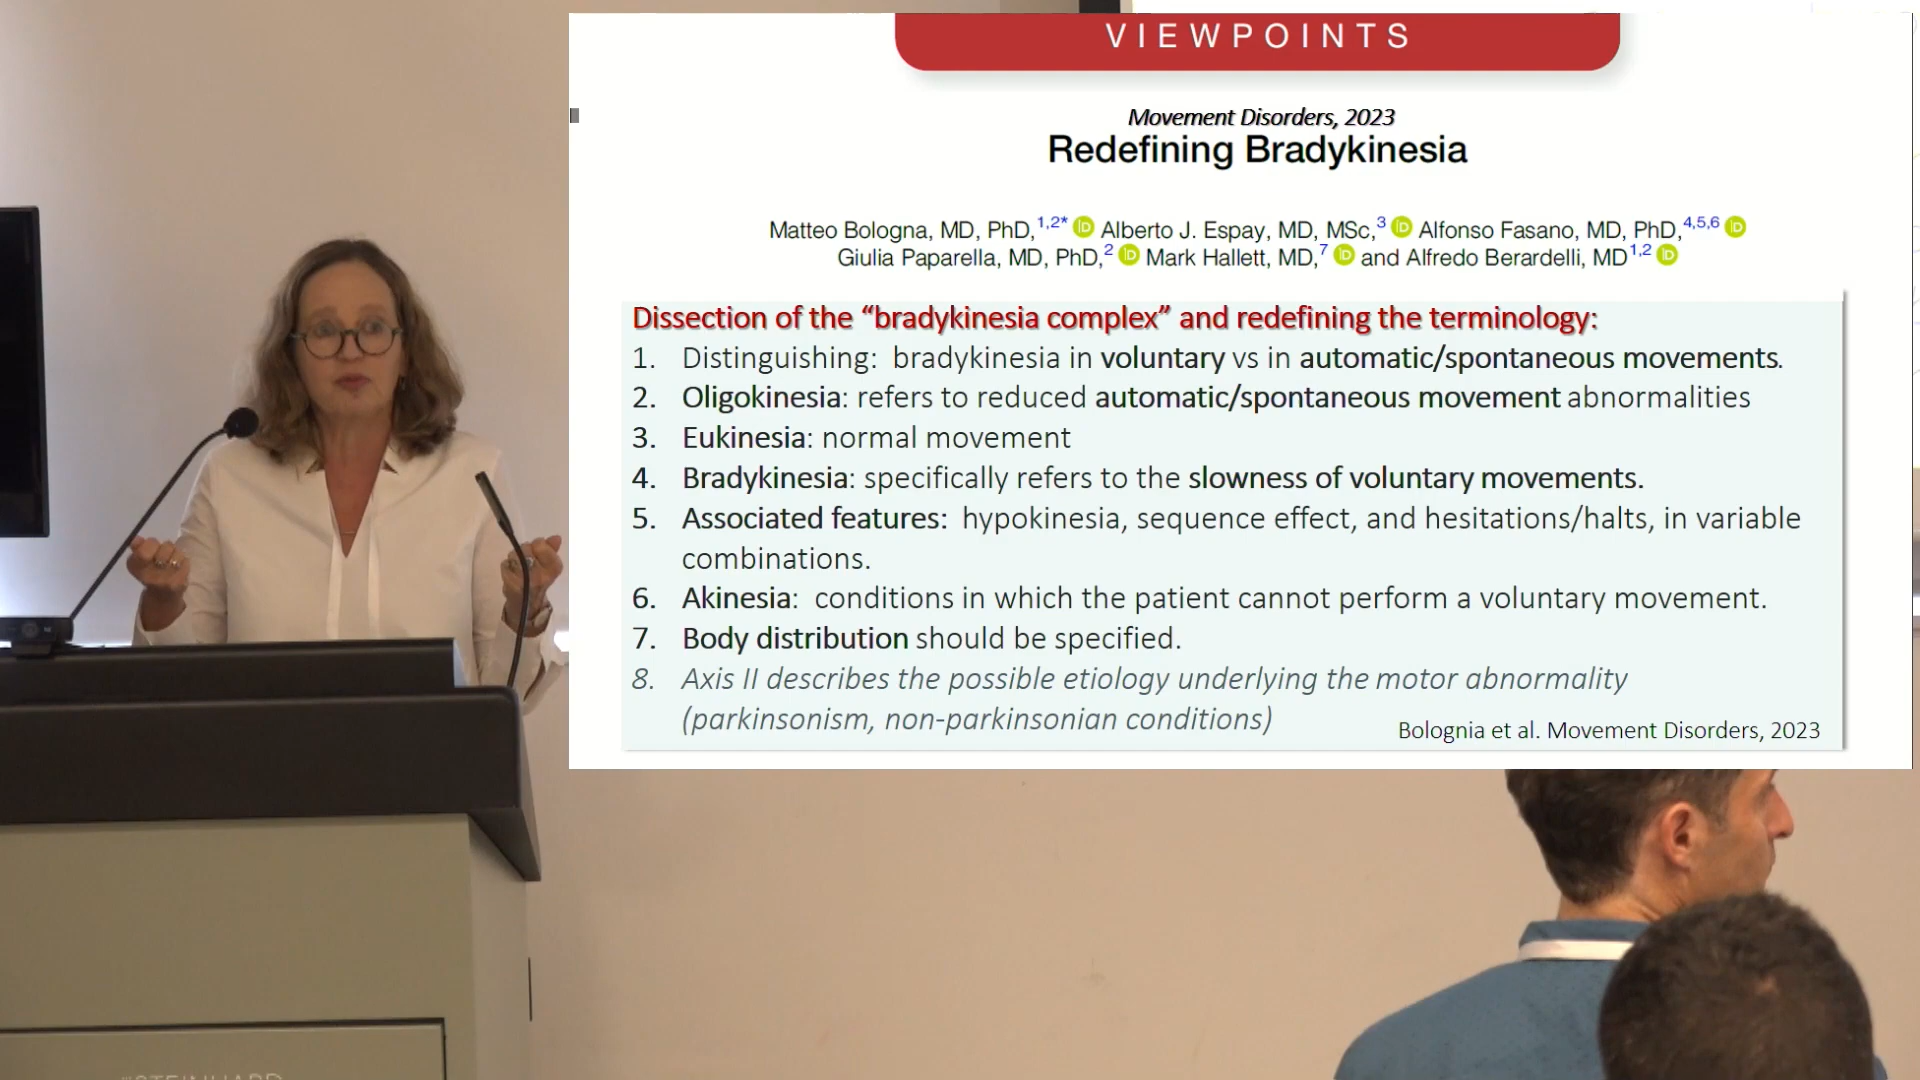 VIEWPOINTS
Movement Disorders, 2023
Redefining Bradykinesia
Matteo Bologna, MD, PhD,1,2* iD Alberto J. Espay, MD, MSc,3 iD Alfonso Fasano, MD, PhD,4,5,6 iD
Giulia Paparella, MD, PhD,2 iD Mark Hallett, MD,7 iD and Alfredo Berardelli, MD1,2 iD
Dissection of the “bradykinesia complex” and redefining the terminology:
1. Distinguishing: bradykinesia in voluntary vs in automatic/spontaneous movements.
2. Oligokinesia: refers to reduced automatic/spontaneous movement abnormalities
3. Eukinesia: normal movement
4. Bradykinesia: specifically refers to the slowness of voluntary movements.
5. Associated features: hypokinesia, sequence effect, and hesitations/halts, in variable
combinations.
6. Akinesia: conditions in which the patient cannot perform a voluntary movement.
7. Body distribution should be specified.
8. Axis II describes the possible etiology underlying the motor abnormality
(parkinsonism, non-parkinsonian conditions)
Bolognia et al. Movement Disorders, 2023